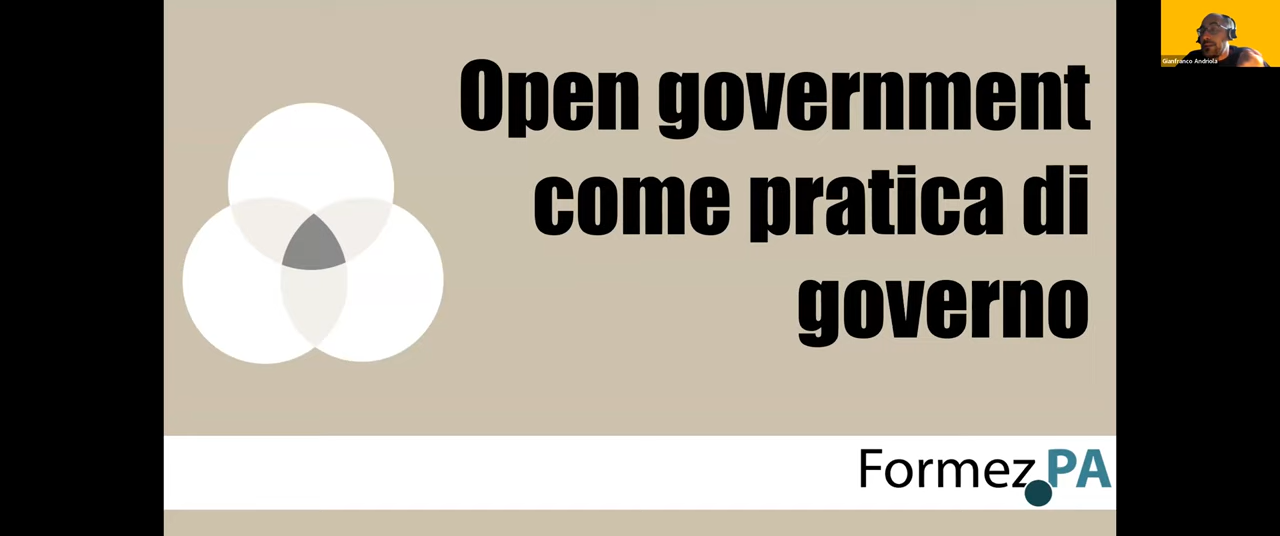 Open government
come pratica di
governo
Formez PA
Gianfranco Andriola